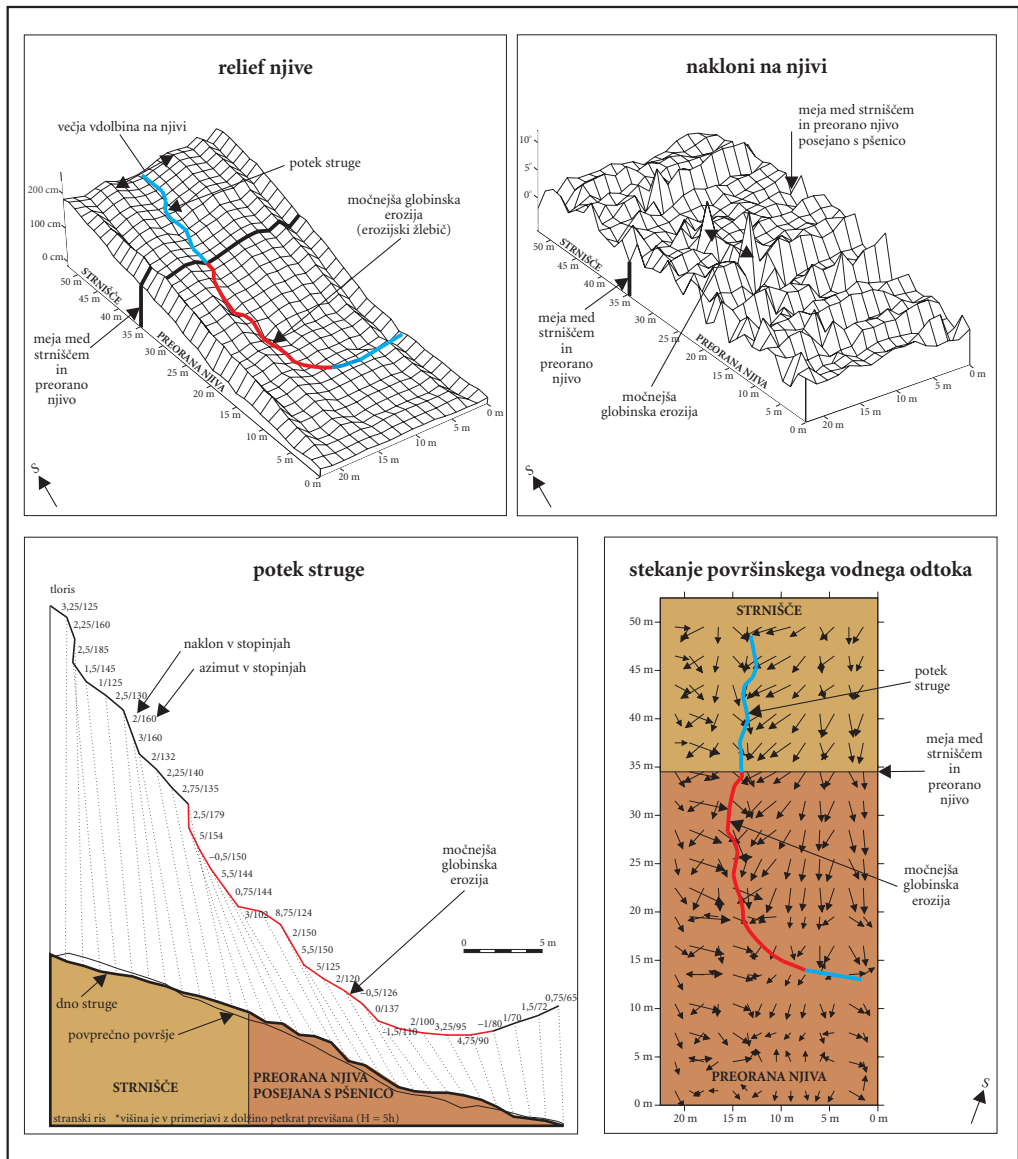 relief njive
večja vdolbina na njivi
potek struge
močnejša globinska
erozija
(erozijski žlebič)
200 cm
100 cm
0 cm
50 m
45 m
40 m
35 m
30 m
25 m
20 m
15 m
10 m
5 m
0 m
STRNIŠČE
PREORANA NJIVA
meja med
strniščem
in
preorano
njivo
20 m
15 m
10 m
5 m
0 m
S
nakloni na njivi
meja med strniščem
in preorano njivo
posejano s pšenico
10°
5°
0°
50 m
45 m
40 m
35 m
20 m
15 m
10 m
5 m
0 m
STRNIŠČE
PREORANA NJIVA
meja med
strniščem
in
preorano
njivo
močnejša
globinska erozija
15 m
10 m
5 m
0 m
S
potek struge
tloris
3,25/125
2,25/160
2,5/185
1,5/145
1/125
2,5/130
2/160
3/160
2/132
2,25/140
2,75/135
2,5/179
5/154
–0,5/150
5,5/144
0,75/144
3/102
8,75/124
2/150
5,5/150
5/125
2/120
–0,5/126
0/137
–1,5/110
2/100
3,25/95
4,75/90
–1/80
1/70
1,5/72
0,75/65
naklon v stopinjah
azimut v stopinjah
močnejša
globinska
erozija
0 5 m
dno struge
povprečno površje
STRNIŠČE
PREORANA NJIVA
POSEJANA S PŠENICO
stranski ris *višina je v primerjavi z dolžino petkrat previšana (H = 5h)
stekanje površinskega vodnega odtoka
STRNIŠČE
50 m
45 m
40 m
35 m
30 m
25 m
20 m
15 m
10 m
5 m
0 m
potek
struge
meja med
strniščem
in
preorano
njivo
močnejša
globinska
erozija
PREORANA NJIVA
20 m 15 m 10 m 5 m 0 m
S